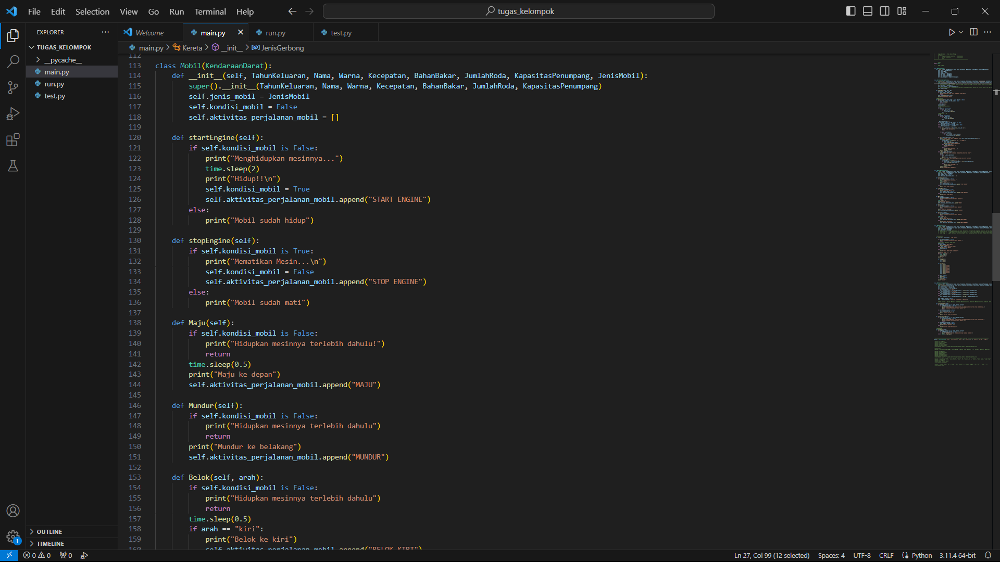 File Edit Selection View Go Run Terminal Help
tugas_kelompok
EXPLORER
TUGAS_KELOMPOK
__pycache__
main.py
run.py
test.py
OUTLINE
TIMELINE
Welcome
main.py
run.py
test.py
main.py > Kereta > __init__ > JenisGerbong
112
113 class Mobil(KendaraanDarat):
114     def __init__(self, TahunKeluaran, Nama, Warna, Kecepatan, BahanBakar, JumlahRoda, KapasitasPenumpang, JenisMobil):
115         super().__init__(TahunKeluaran, Nama, Warna, Kecepatan, BahanBakar, JumlahRoda, KapasitasPenumpang)
116         self.jenis_mobil = JenisMobil
117         self.kondisi_mobil = False
118         self.aktivitas_perjalanan_mobil = []
119
120     def startEngine(self):
121         if self.kondisi_mobil is False:
122             print("Menghidupkan mesinnya...")
123             time.sleep(2)
124             print("Hidup!!\n")
125             self.kondisi_mobil = True
126             self.aktivitas_perjalanan_mobil.append("START ENGINE")
127         else:
128             print("Mobil sudah hidup")
129
130     def stopEngine(self):
131         if self.kondisi_mobil is True:
132             print("Mematikan Mesin...\n")
133             self.kondisi_mobil = False
134             self.aktivitas_perjalanan_mobil.append("STOP ENGINE")
135         else:
136             print("Mobil sudah mati")
137
138     def Maju(self):
139         if self.kondisi_mobil is False:
140             print("Hidupkan mesinnya terlebih dahulu!")
141             return
142         time.sleep(0.5)
143         print("Maju ke depan")
144         self.aktivitas_perjalanan_mobil.append("MAJU")
145
146     def Mundur(self):
147         if self.kondisi_mobil is False:
148             print("Hidupkan mesinnya terlebih dahulu")
149             return
150         print("Mundur ke belakang")
151         self.aktivitas_perjalanan_mobil.append("MUNDUR")
152
153     def Belok(self, arah):
154         if self.kondisi_mobil is False:
155             print("Hidupkan mesinnya terlebih dahulu")
156             return
157         time.sleep(0.5)
158         if arah == "kiri":
159             print("Belok ke kiri")
160             self.aktivitas_perjalanan_mobil.append("BELOK KIRI")
1
0 0 0 Ln 27, Col 99 (12 selected) Spaces: 4 UTF-8 CRLF Python 3.11.4 64-bit